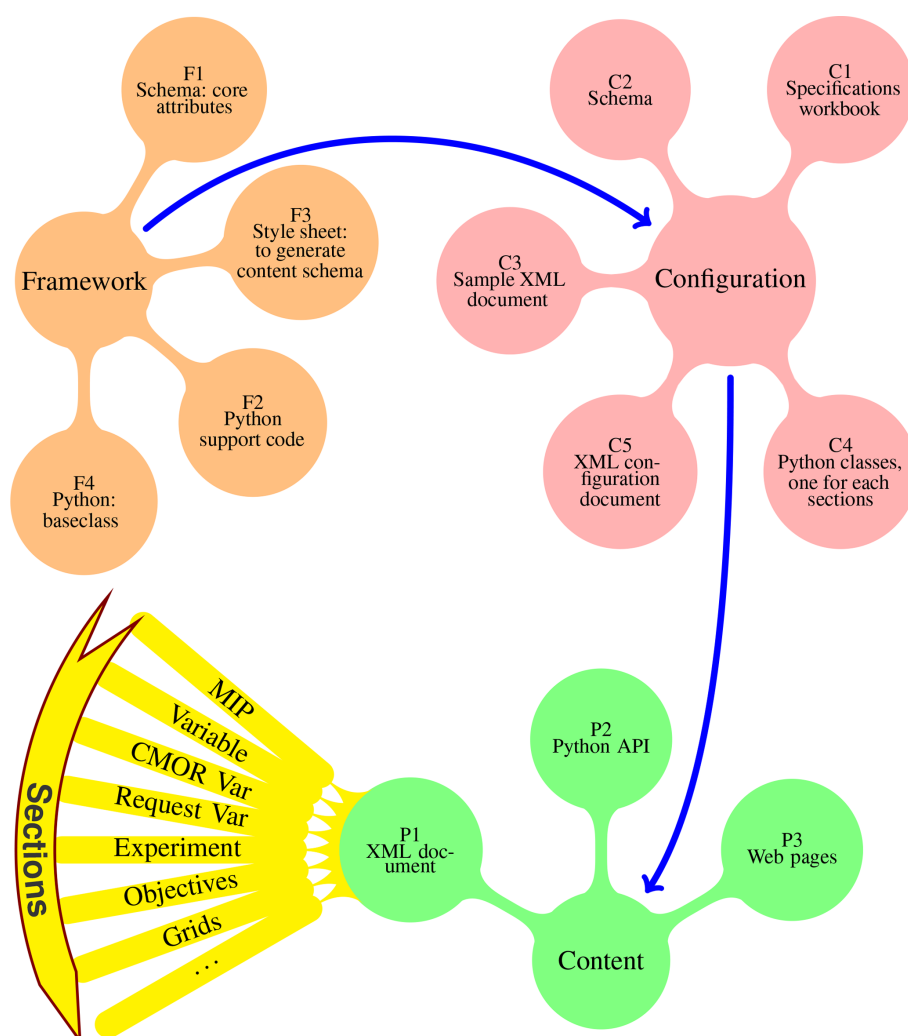 F1
Schema: core
attributes
F3
Style sheet:
to generate
content schema
Framework
F2
Python
support code
F4
Python:
baseclass
C2
Schema
C1
Specifications
workbook
C3
Sample XML
document
Configuration
C5
XML con-
figuration
document
C4
Python classes,
one for each
sections
Sections
MIP
Variable
CMOR Var
Request Var
Experiment
Objectives
Grids
...
P1
XML doc-
ument
P2
Python API
P3
Web pages
Content